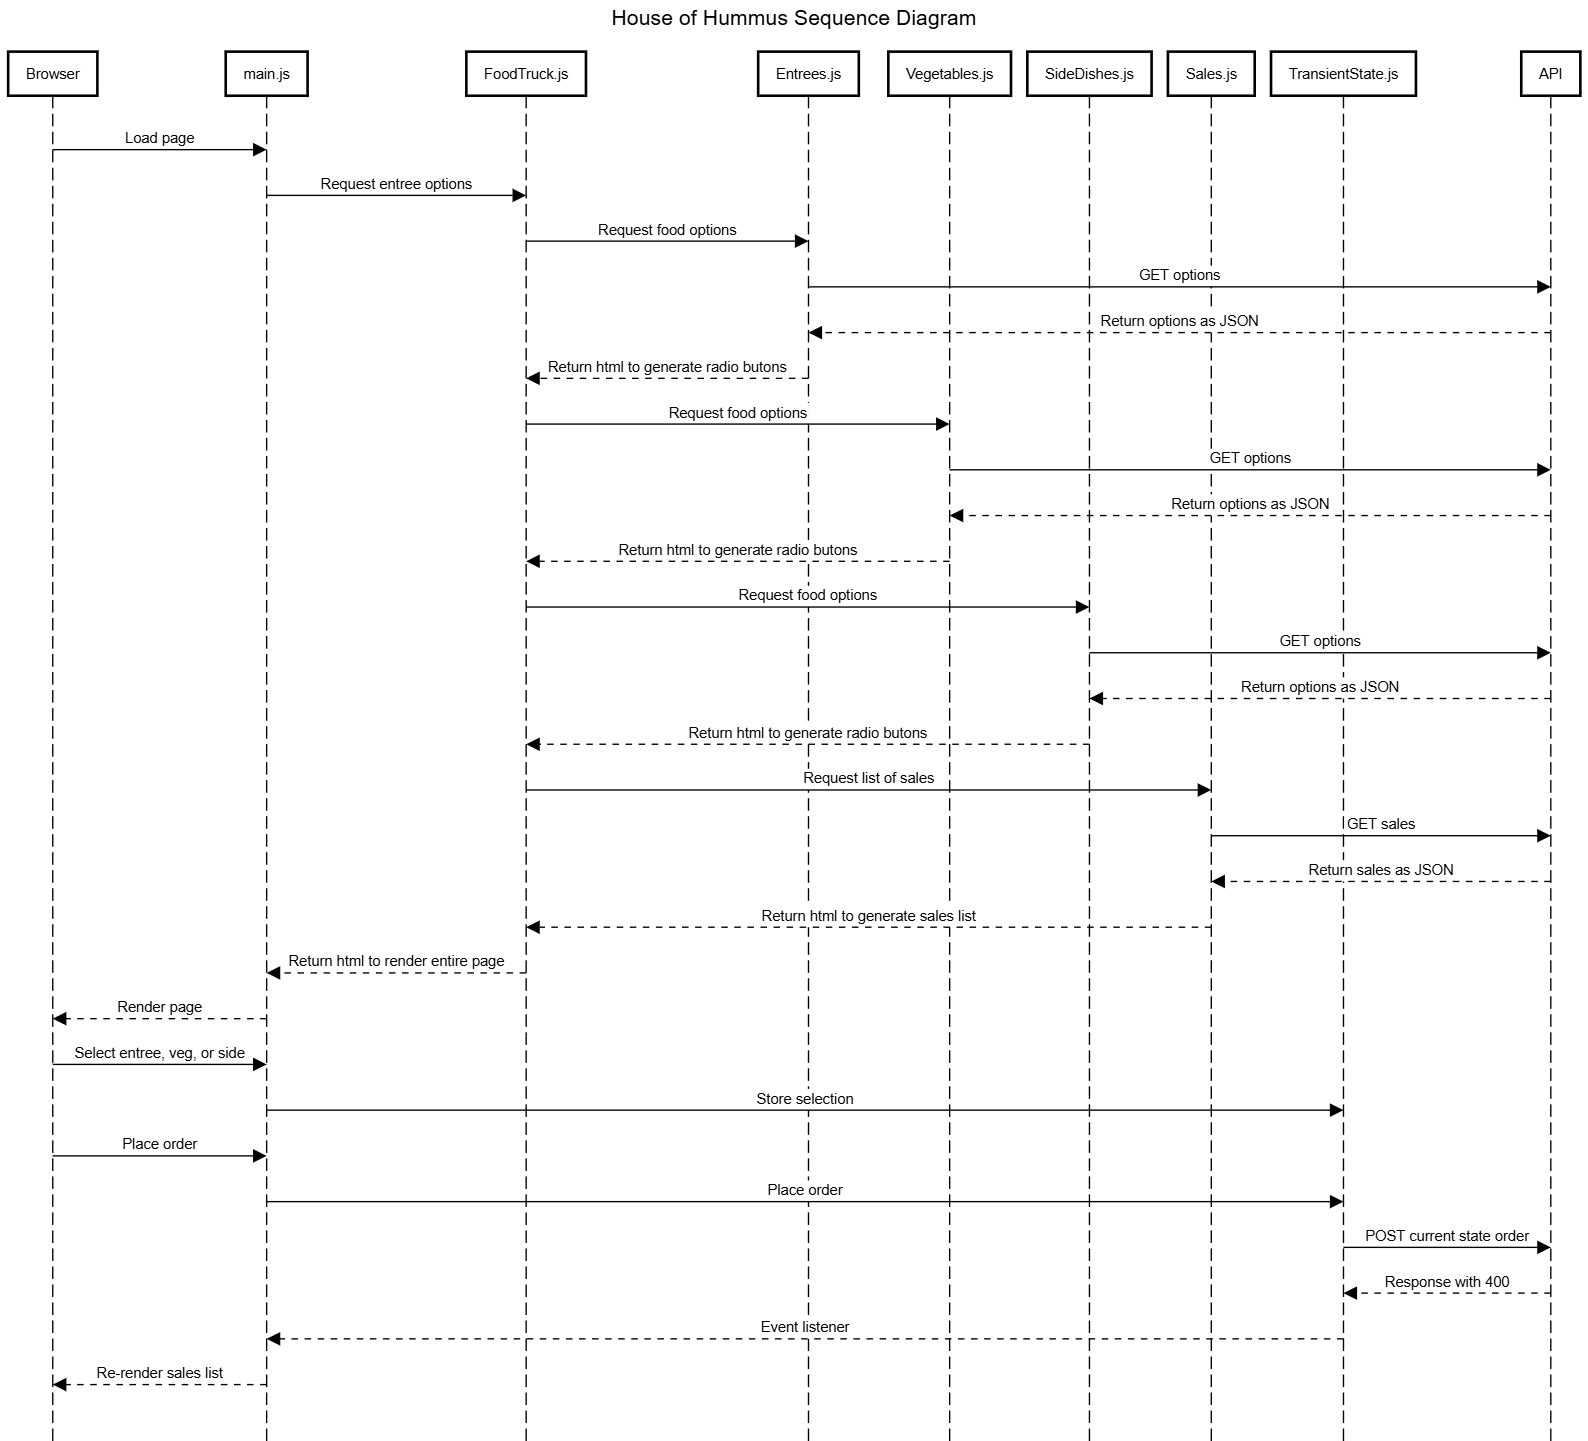 House of Hummus Sequence Diagram
Browser
main.js
FoodTruck.js
Entrees.js
Vegetables.js
SideDishes.js
Sales.js
TransientState.js
API
Load page
Request entree options
Request food options
GET options
Return options as JSON
Return html to generate radio butons
Request food options
GET options
Return options as JSON
Return html to generate radio butons
Request food options
GET options
Return options as JSON
Return html to generate radio butons
Request list of sales
GET sales
Return sales as JSON
Return html to generate sales list
Return html to render entire page
Render page
Select entree, veg, or side
Store selection
Place order
Place order
POST current state order
Response with 400
Event listener
Re-render sales list